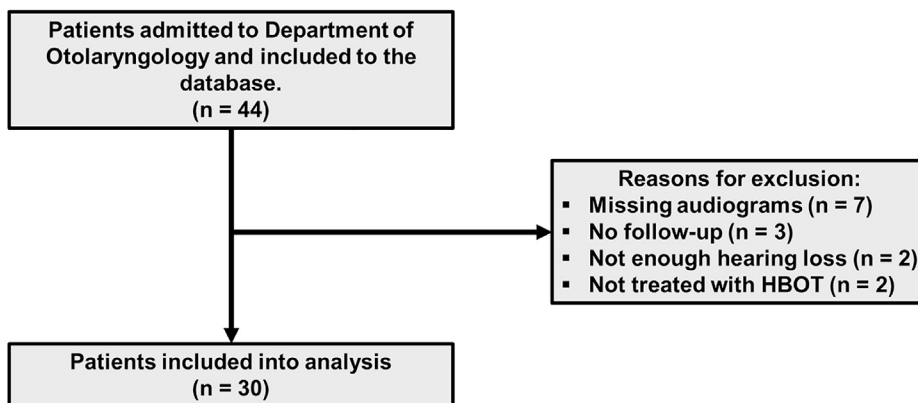 Patients admitted to Department of
Otolaryngology and included to the
database.
(n = 44)
Reasons for exclusion:
▪ Missing audiograms (n = 7)
▪ No follow-up (n = 3)
▪ Not enough hearing loss (n = 2)
▪ Not treated with HBOT (n = 2)
Patients included into analysis
(n = 30)